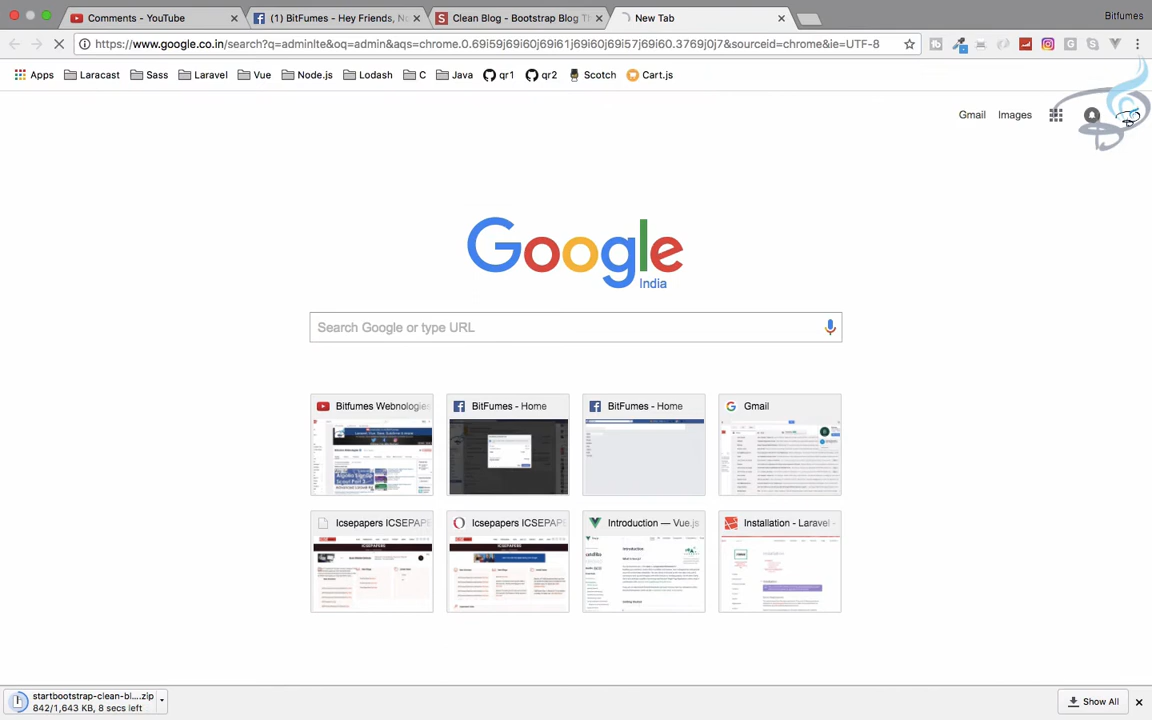 Comments - YouTube
(1) BitFumes - Hey Friends, N
Clean Blog - Bootstrap Blog Th
New Tab
Bitfumes
https://www.google.co.in/search?q=adminlte&oq=admin&aqs=chrome.0.69i59j69i60j69i61j69i60j69i57j69i60.3769j0j7&sourceid=chrome&ie=UTF-8
Apps
Laracast
Sass
Laravel
Vue
Node.js
Lodash
C
Java
qr1
qr2
Scotch
Cart.js
Gmail
Images
Google
India
Search Google or type URL
Bitfumes Webnologies
BitFumes - Home
BitFumes - Home
Gmail
Icsepapers ICSEPAPE
Icsepapers ICSEPAPE
Introduction — Vue.js
Installation - Laravel -
startbootstrap-clean-bl....zip
842/1,643 KB, 8 secs left
Show All